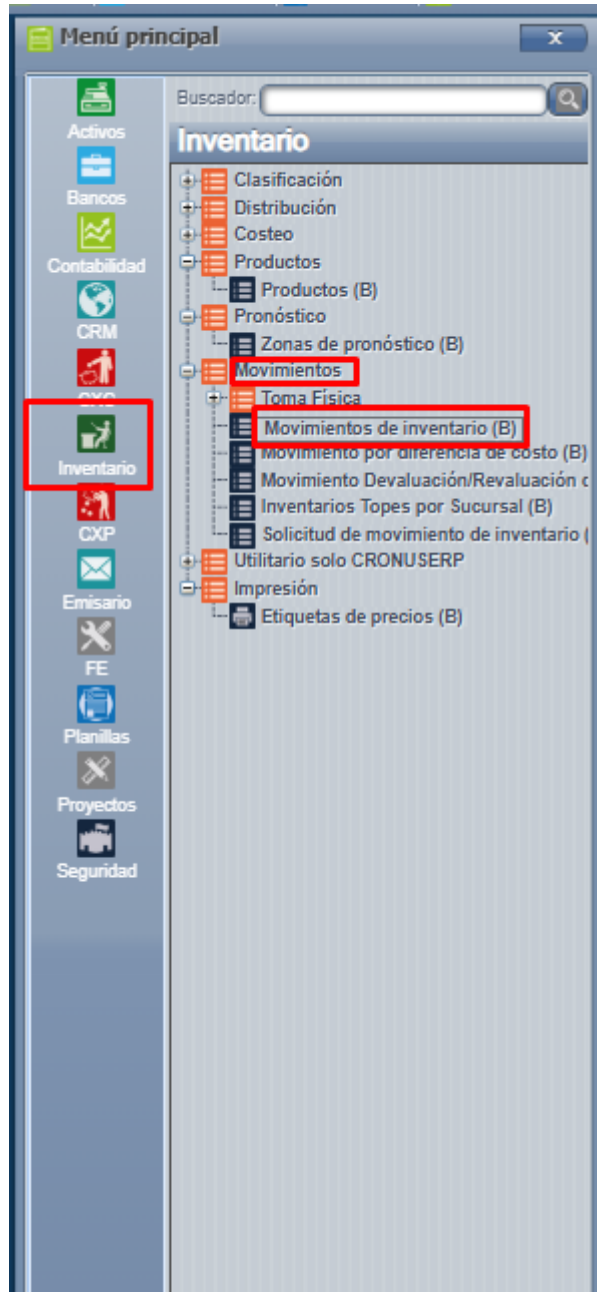 Menú principal
x
Buscador:
Inventario
Activos
Bancos
Contabilidad
CRM
CXC
Inventario
CXP
Emisario
FE
Planillas
Proyectos
Seguridad
Clasificación
Distribución
Costeo
Productos
Productos (B)
Pronóstico
Zonas de pronóstico (B)
Movimientos
Toma Física
Movimientos de inventario (B)
Movimiento por diferencia de costo (B)
Movimiento Devaluación/Revaluación
Inventarios Topes por Sucursal (B)
Solicitud de movimiento de inventario (
Utilitario solo CRONUSERP
Impresión
Etiquetas de precios (B)